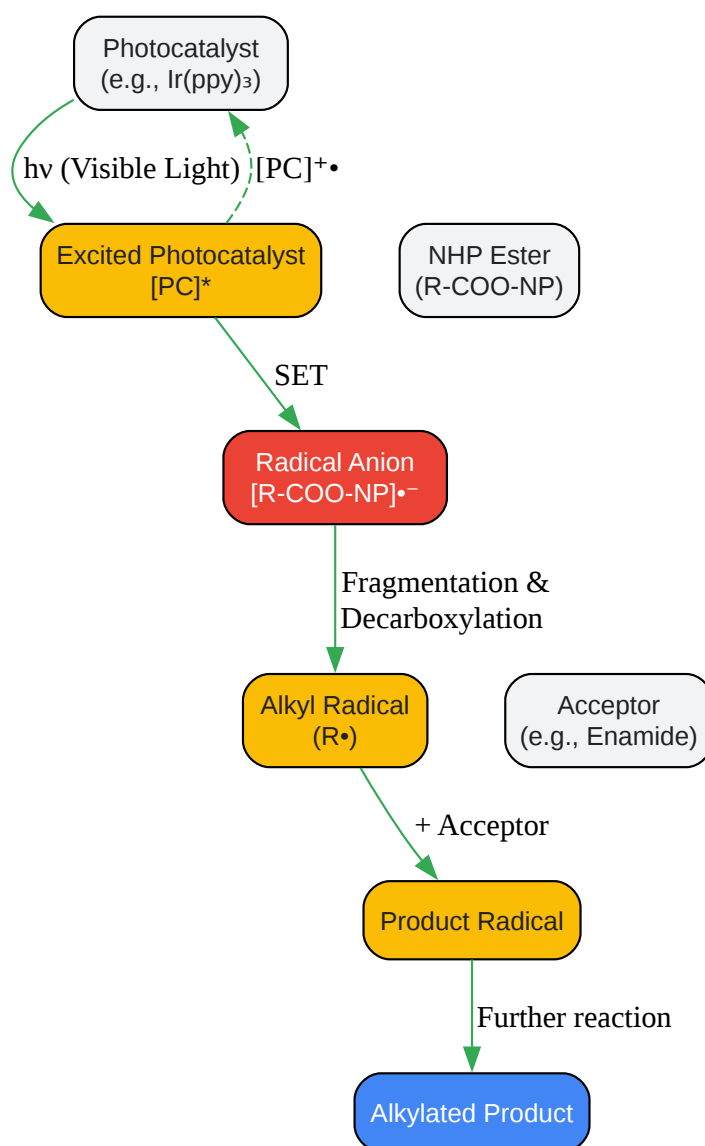 Photocatalyst
(e.g., Ir(ppy)₃)
hν (Visible Light)
[PC]⁺•
Excited Photocatalyst
[PC]*
NHP Ester
(R-COO-NP)
SET
Radical Anion
[R-COO-NP]•⁻
Fragmentation &
Decarboxylation
Alkyl Radical
(R•)
Acceptor
(e.g., Enamide)
+ Acceptor
Product Radical
Further reaction
Alkylated Product